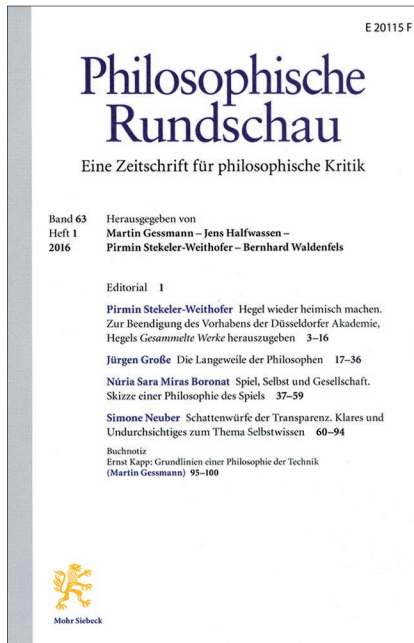 E 20115 F
Philosophische
Rundschau
Eine Zeitschrift für philosophische Kritik
Band 63
Heft 1
2016
Herausgegeben von
Martin Gessmann – Jens Halfwassen –
Pirmin Stekeler-Weithofer – Bernhard Waldenfels
Editorial 1
Pirmin Stekeler-Weithofer Hegel wieder heimisch machen.
Zur Beendigung des Vorhabens der Düsseldorfer Akademie,
Hegels Gesammelte Werke herauszugeben 3–16
Jürgen Große Die Langeweile der Philosophen 17–36
Núria Sara Miras Boronat Spiel, Selbst und Gesellschaft.
Skizze einer Philosophie des Spiels 37–59
Simone Neuber Schattenwürfe der Transparenz. Klares und
Undurchsichtiges zum Thema Selbstwissen 60–94
Buchnotiz
Ernst Kapp: Grundlinien einer Philosophie der Technik
(Martin Gessmann) 95–100
Mohr Siebeck